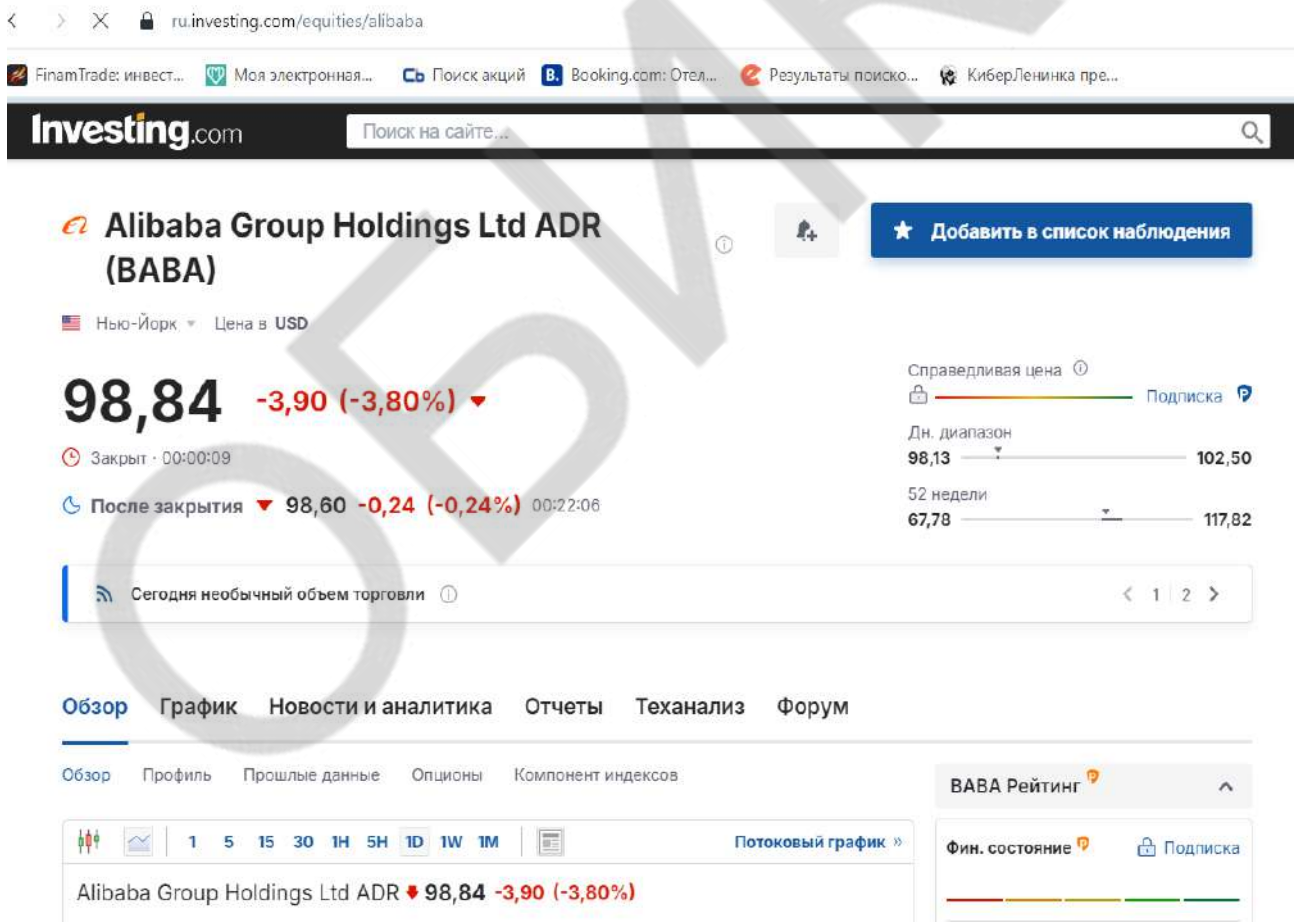 ru.investing.com/equities/alibaba
FinamTrade: инвест... Моя электронная... Сь Поиск акций B. Booking.com: Отел... Результаты поиско... КиберЛенинка пре...
Investing.com Поиск на сайте...
Alibaba Group Holdings Ltd ADR
(BABA)
Добавить в список наблюдения
Нью-Йорк Цена в USD
98,84 -3,90 (-3,80%)
Закрыт · 00:00:09
После закрытия 98,60 -0,24 (-0,24%) 00:22:06
Справедливая цена
Подписка
Дн. диапазон
98,13 102,50
52 недели
67,78 117,82
Сегодня необычный объем торговли
1 2
Обзор График Новости и аналитика Отчеты Теханализ Форум
Обзор Профиль Прошлые данные Опционы Компонент индексов
1 5 15 30 1H 5H 1D 1W 1M Потоковый график »
Alibaba Group Holdings Ltd ADR 98,84 -3,90 (-3,80%)
BABA Рейтинг
Фин. состояние Подписка